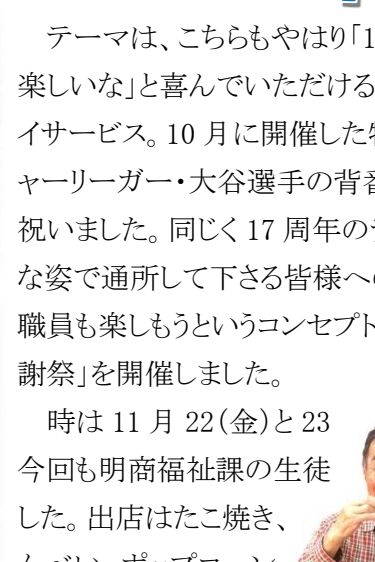 テーマは、こちらもやはり「1
楽しいな」と喜んでいただける
イサービス。10 月に開催した
ャーリーガー・大谷選手の背番
祝いました。同じく 17 周年の
な姿で通所して下さる皆様への
職員も楽しもうというコンセプト
謝祭」を開催しました。
時は 11 月 22(金)と 23
今回も明商福祉課の生徒
した。出店はたこ焼き、